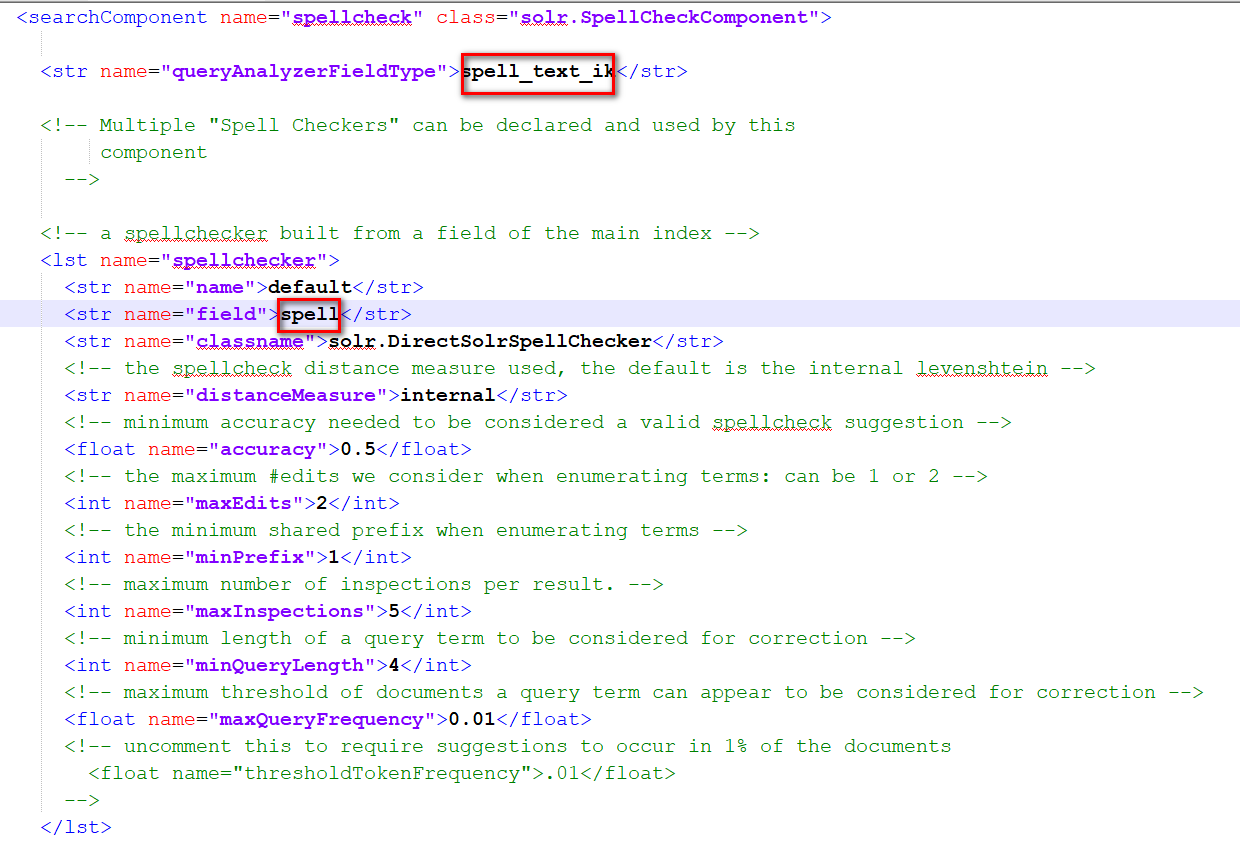 <searchComponent name="spellcheck" class="solr.SpellCheckComponent">
<str name="queryAnalyzerFieldType">spell_text_ik</str>
<!-- Multiple "Spell Checkers" can be declared and used by this
component
-->
<!-- a spellchecker built from a field of the main index -->
<lst name="spellchecker">
<str name="name">default</str>
<str name="field">spell</str>
<str name="classname">solr.DirectSolrSpellChecker</str>
<!-- the spellcheck distance measure used, the default is the internal levenshtein -->
<str name="distanceMeasure">internal</str>
<!-- minimum accuracy needed to be considered a valid spellcheck suggestion -->
<float name="accuracy">0.5</float>
<!-- the maximum #edits we consider when enumerating terms: can be 1 or 2 -->
<int name="maxEdits">2</int>
<!-- the minimum shared prefix when enumerating terms -->
<int name="minPrefix">1</int>
<!-- maximum number of inspections per result. -->
<int name="maxInspections">5</int>
<!-- minimum length of a query term to be considered for correction -->
<int name="minQueryLength">4</int>
<!-- maximum threshold of documents a query term can appear to be considered for correction -->
<float name="maxQueryFrequency">0.01</float>
<!-- uncomment this to require suggestions to occur in 1% of the documents
<float name="thresholdTokenFrequency">.01</float>
-->
</lst>